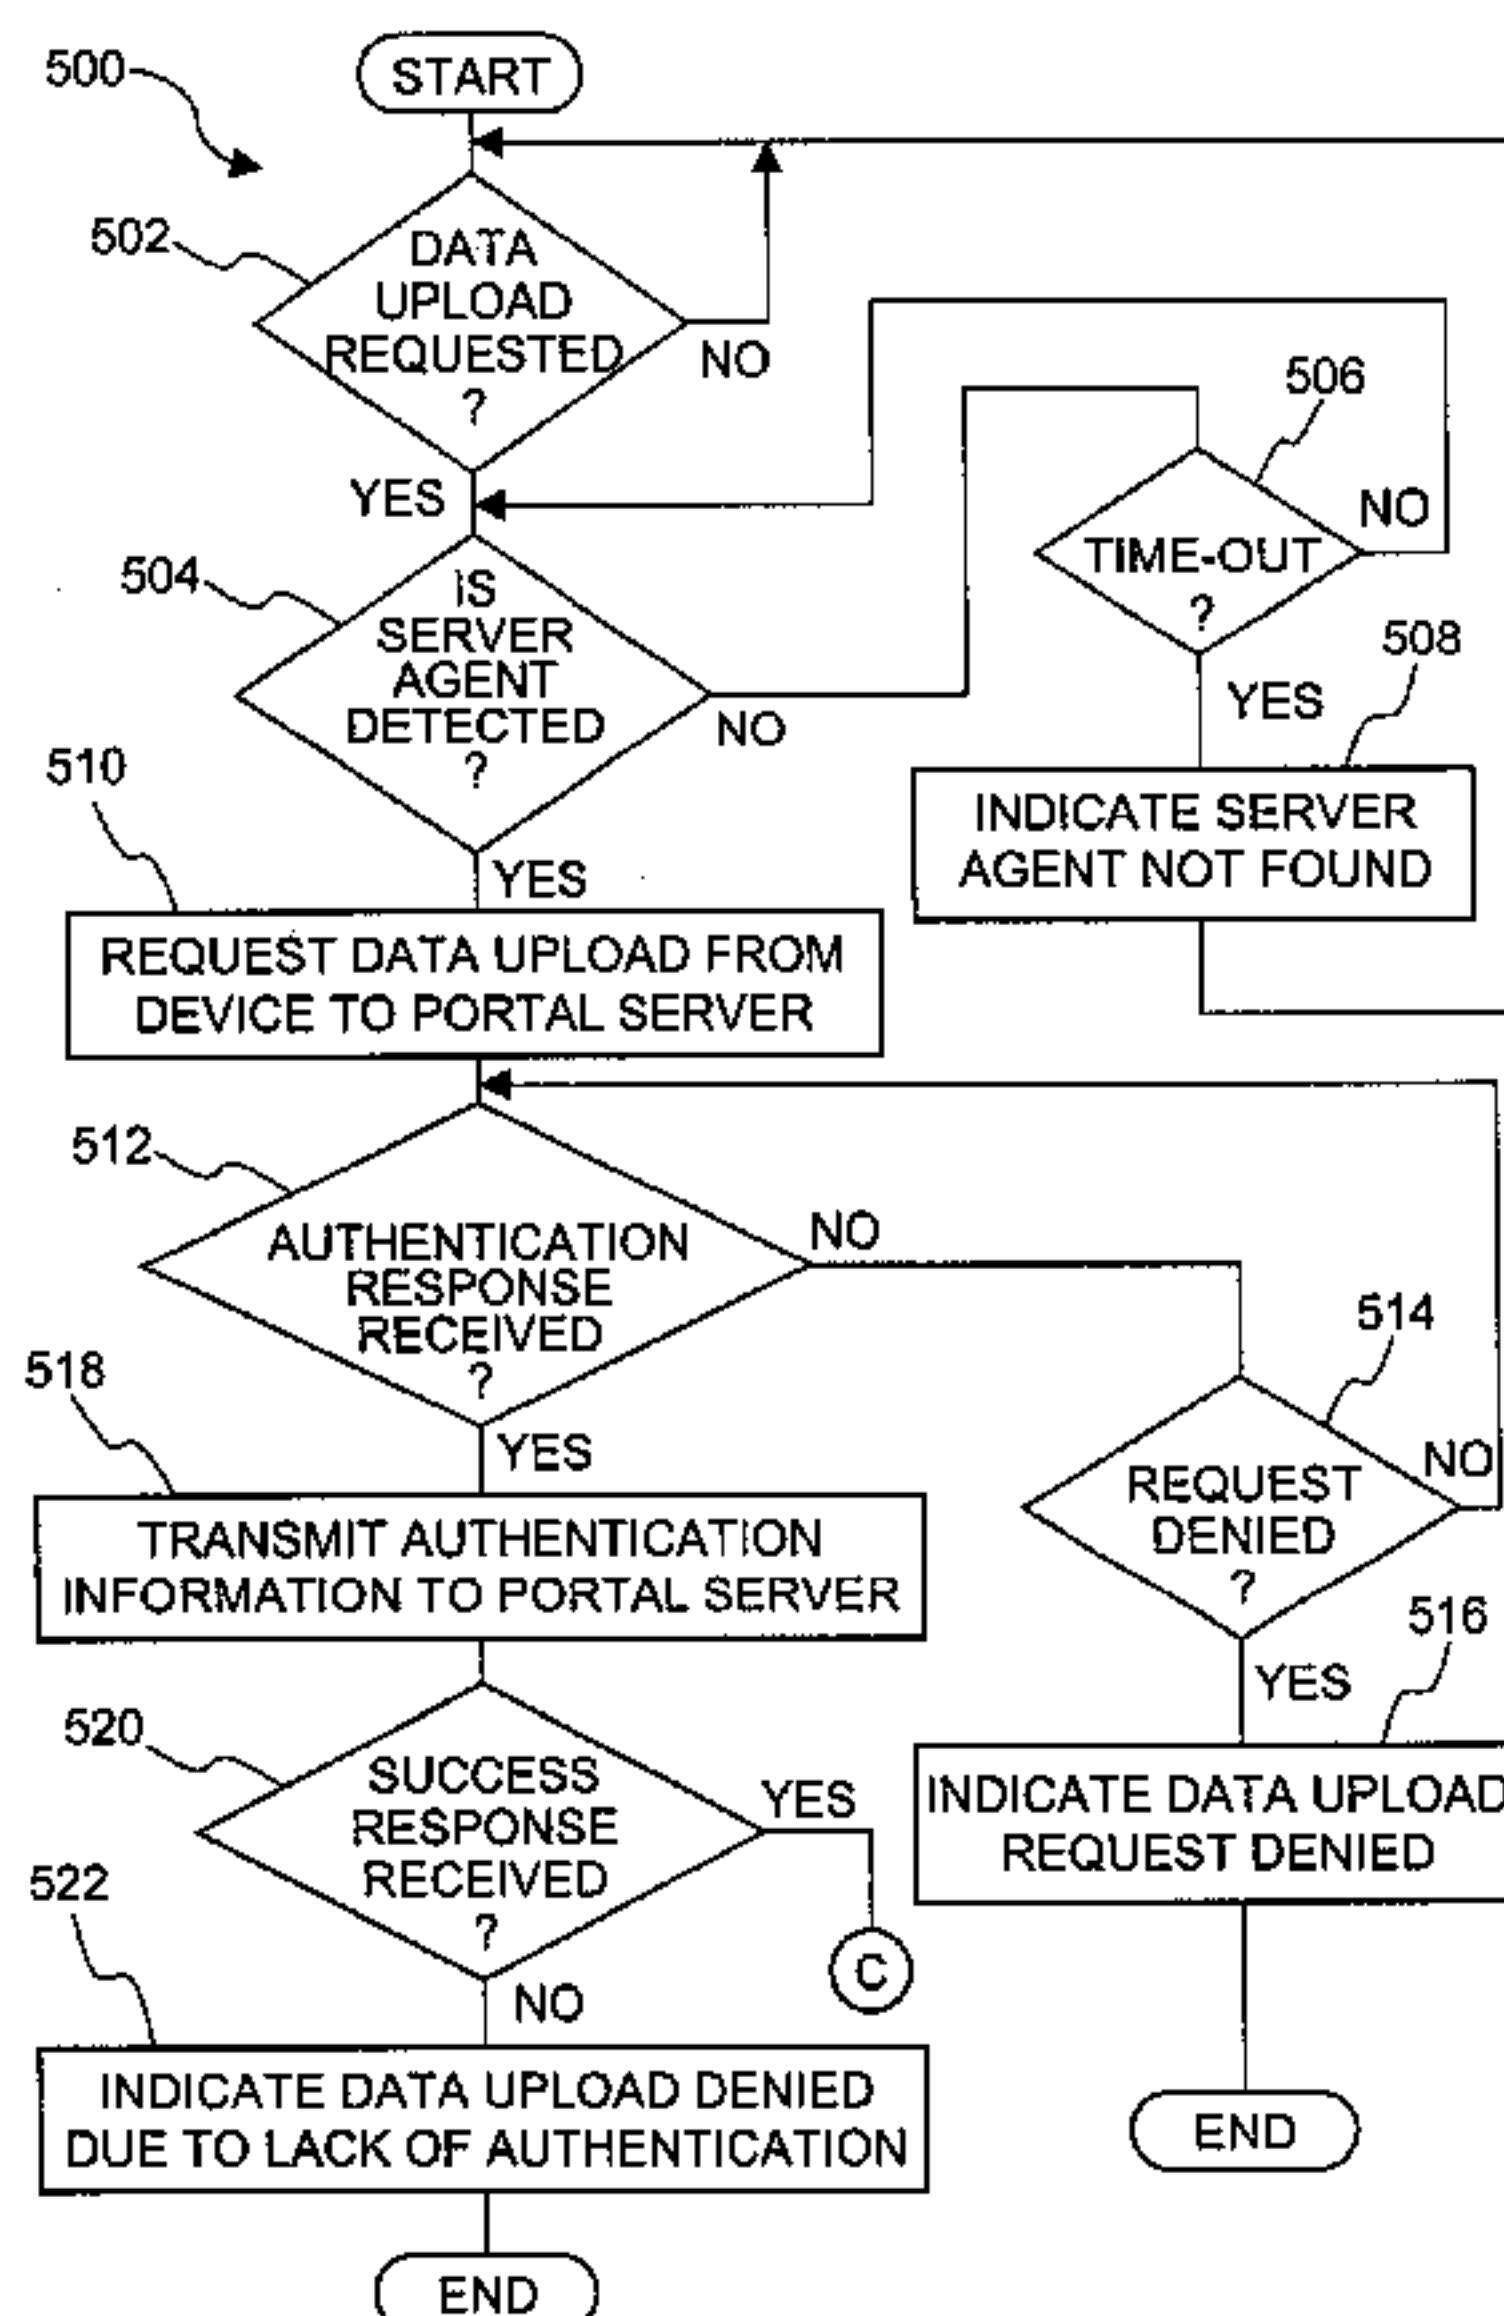 500
START
502
DATA
UPLOAD
REQUESTED
?
NO
YES
506
NO
TIME-OUT
?
504
IS
SERVER
AGENT
DETECTED
?
NO
YES
508
INDICATE SERVER
AGENT NOT FOUND
YES
510
REQUEST DATA UPLOAD FROM
DEVICE TO PORTAL SERVER
512
AUTHENTICATION
RESPONSE
RECEIVED
?
NO
YES
514
REQUEST
DENIED
?
NO
YES
516
INDICATE DATA UPLOAD
REQUEST DENIED
END
518
TRANSMIT AUTHENTICATION
INFORMATION TO PORTAL SERVER
520
SUCCESS
RESPONSE
RECEIVED
?
YES
C
NO
522
INDICATE DATA UPLOAD DENIED
DUE TO LACK OF AUTHENTICATION
END